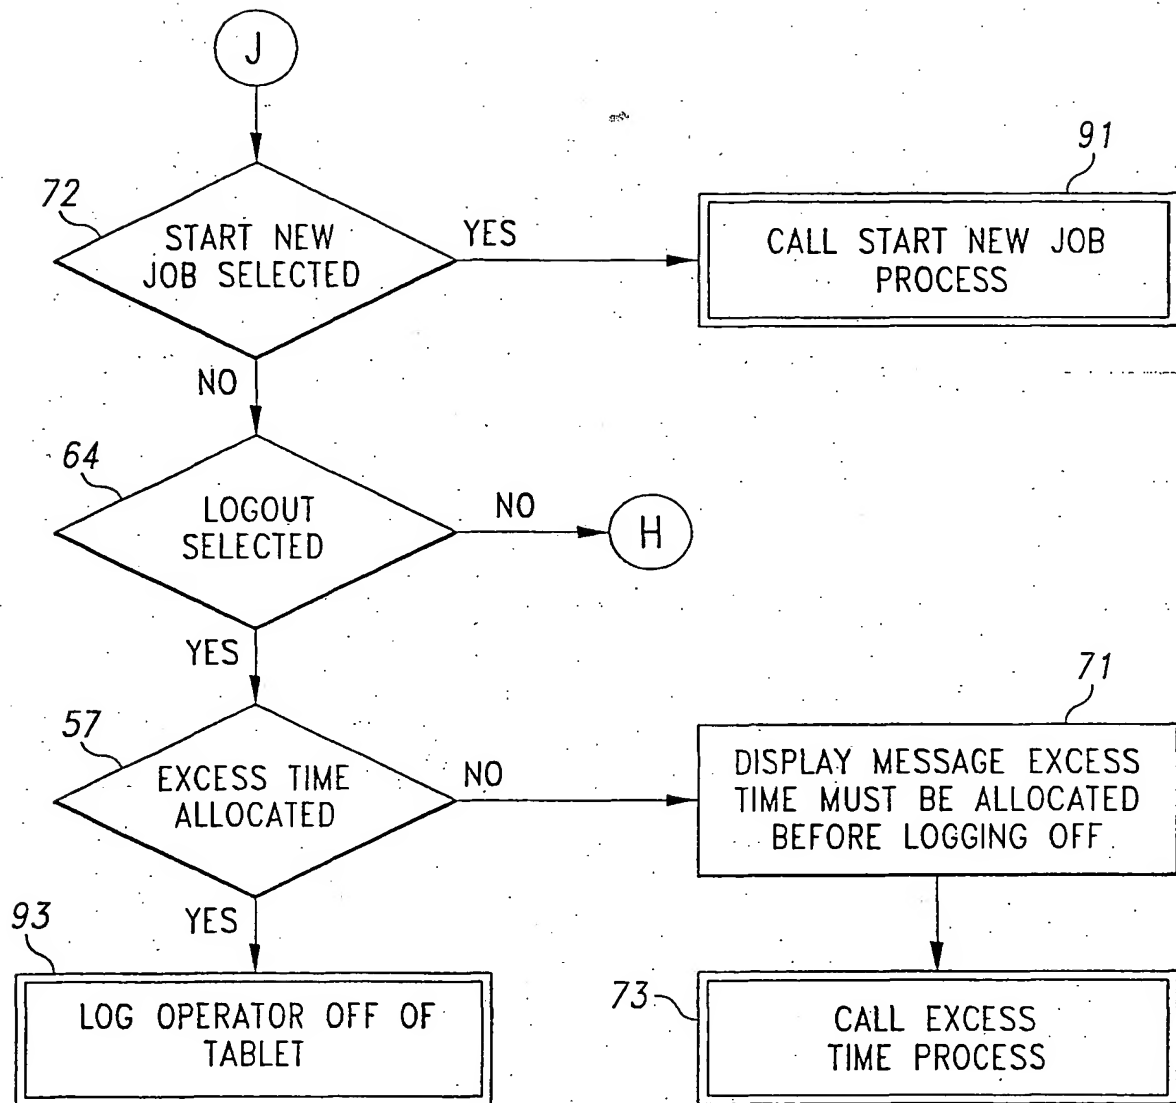 J
72
START NEW
JOB SELECTED
YES
91
CALL START NEW JOB
PROCESS
NO
64
LOGOUT
SELECTED
NO
H
YES
57
EXCESS TIME
ALLOCATED
NO
71
DISPLAY MESSAGE EXCESS
TIME MUST BE ALLOCATED
BEFORE LOGGING OFF
YES
93
LOG OPERATOR OFF OF
TABLET
73
CALL EXCESS
TIME PROCESS